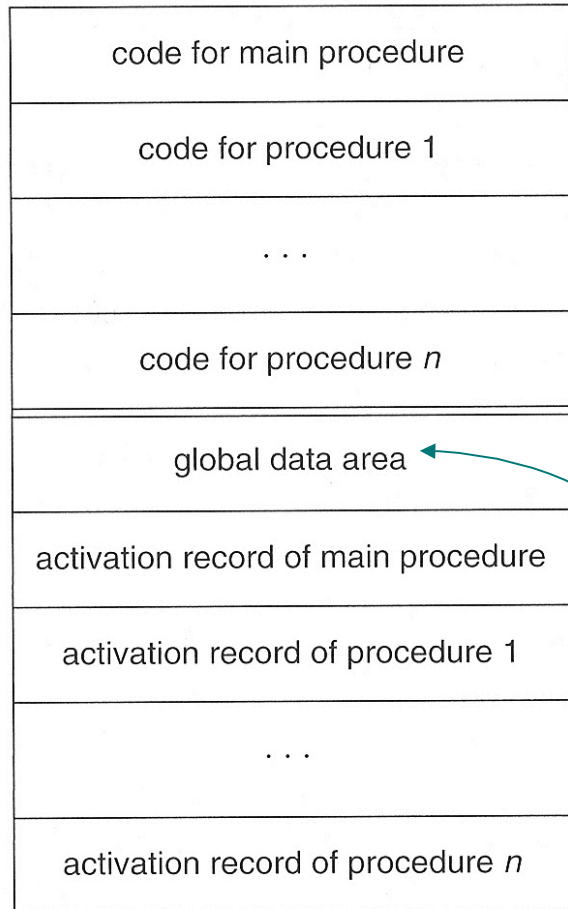 code for main procedure
code for procedure 1
. . .
code for procedure n
global data area
activation record of main procedure
activation record of procedure 1
. . .
activation record of procedure n